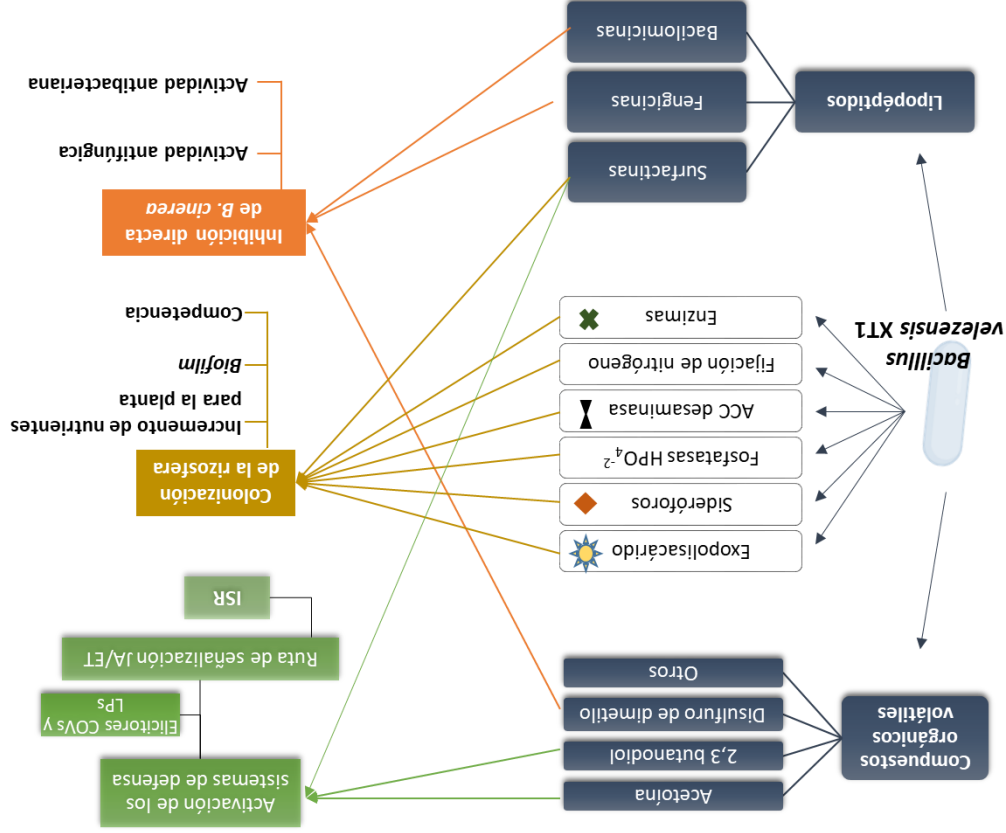 Compuestos
orgánicos
volátiles
Acetoína
2,3 butanodiol
Disulfuro de dimetilo
Otros
Activación de los
sistemas de defensa
Elicitores COVs y
LPs
Ruta de señalización JA/ET
ISR
Bacillus
velezensis XT1
Exopolisacárido
Sideróforos
Fosfatasas HPO₄⁻²
ACC desaminasa
Fijación de nitrógeno
Enzimas
Colonización
de la rizosfera
Incremento de nutrientes
para la planta
Biofilm
Competencia
Lipopéptidos
Surfactinas
Fengicinas
Bacilomicinas
Inhibición directa
de B. cinerea
Actividad antifúngica
Actividad antibacteriana